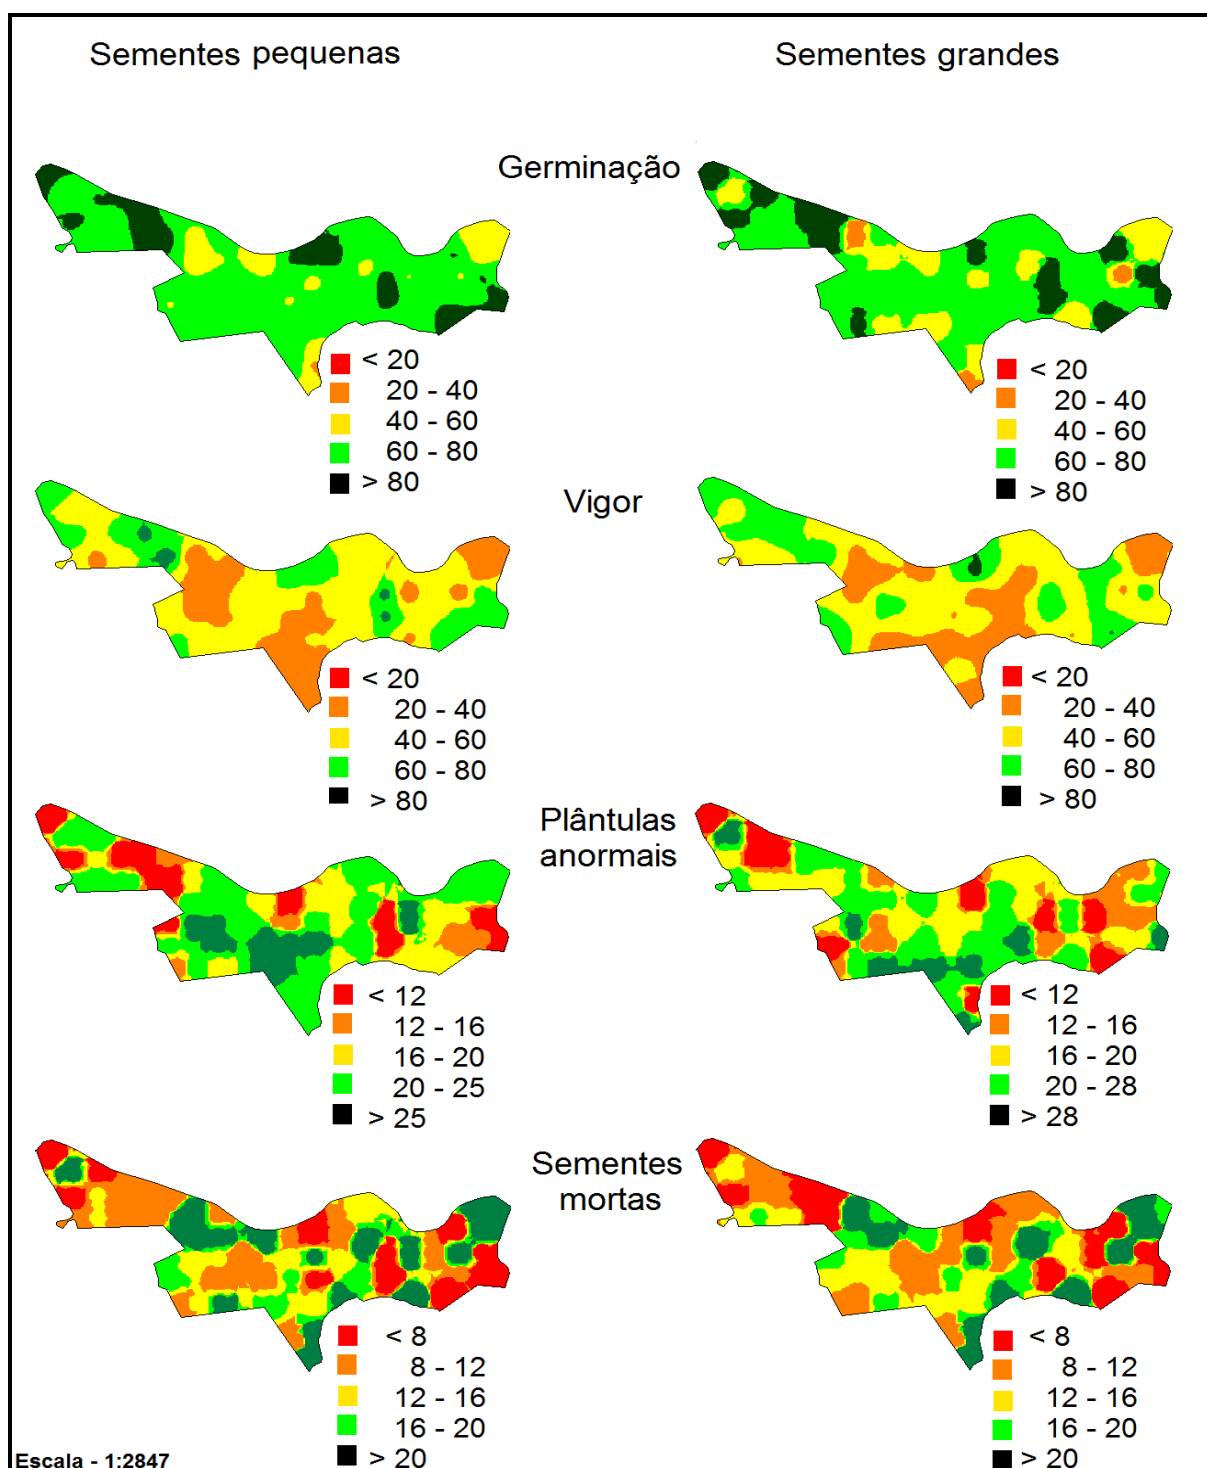 Sementes pequenas
Sementes grandes
Germinação
< 20
20 - 40
40 - 60
60 - 80
> 80
< 20
20 - 40
40 - 60
60 - 80
> 80
Vigor
< 20
20 - 40
40 - 60
60 - 80
> 80
< 20
20 - 40
40 - 60
60 - 80
> 80
Plântulas
anormais
< 12
12 - 16
16 - 20
20 - 25
> 25
< 12
12 - 16
16 - 20
20 - 28
> 28
Sementes
mortas
< 8
8 - 12
12 - 16
16 - 20
> 20
< 8
8 - 12
12 - 16
16 - 20
> 20
Escala - 1:2847